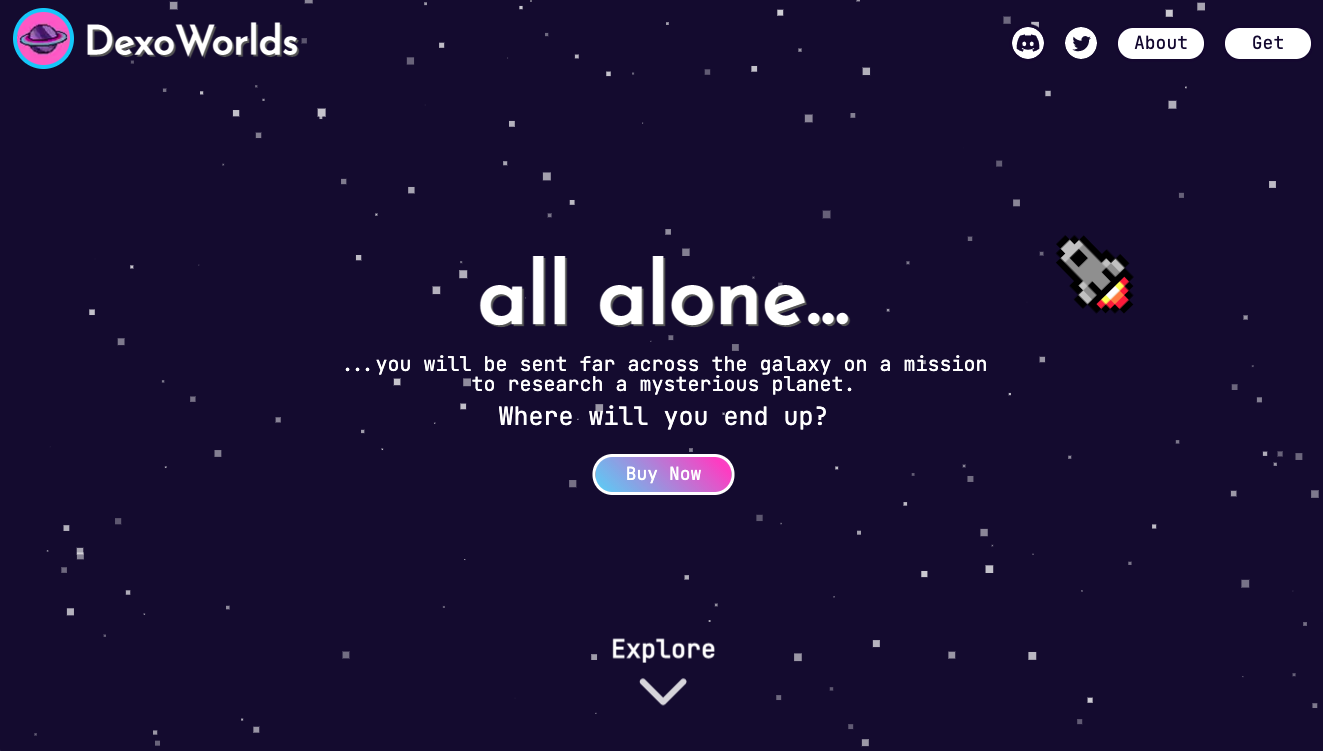 DexoWorlds
About
Get
all alone...
...you will be sent far across the galaxy on a mission
to research a mysterious planet.
Where will you end up?
Buy Now
Explore